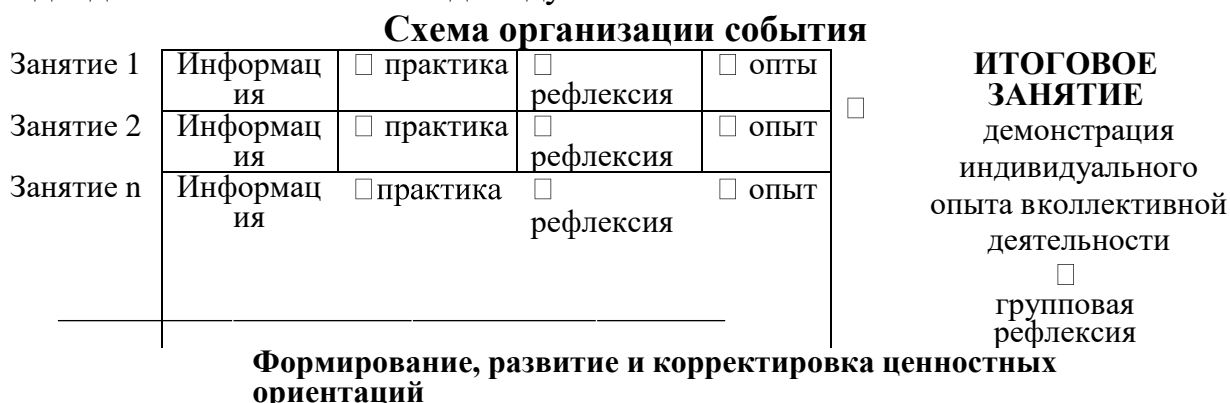 Схема организации события
Занятие 1 Информац □ практика □ □ опты ИТОГОВОЕ
ия рефлексия ЗАНЯТИЕ
□
Занятие 2 Информац □ практика □ □ опыт демонстрация
ия рефлексия индивидуального
Занятие n Информац □практика □ □ опыт опыта вколлективной
ия рефлексия деятельности
□
групповая
рефлексия
Формирование, развитие и корректировка ценностных
ориентаций